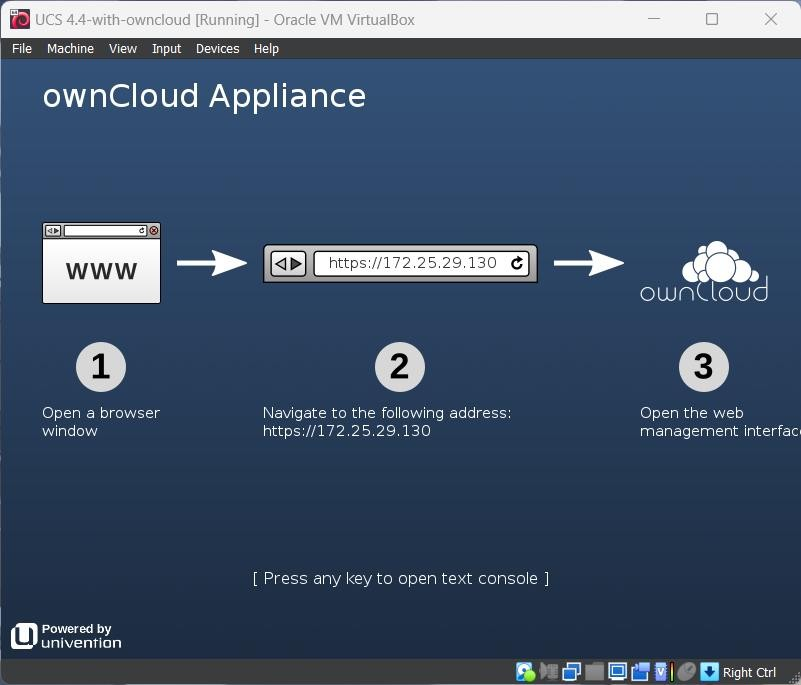 UCS 4.4-with-owncloud [Running] - Oracle VM VirtualBox
File Machine View Input Devices Help
ownCloud Appliance
www
https://172.25.29.130
ownCloud
1
2
3
Open a browser
window
Navigate to the following address:
https://172.25.29.130
Open the web
management interfac
[ Press any key to open text console ]
Powered by
univention
Right Ctrl